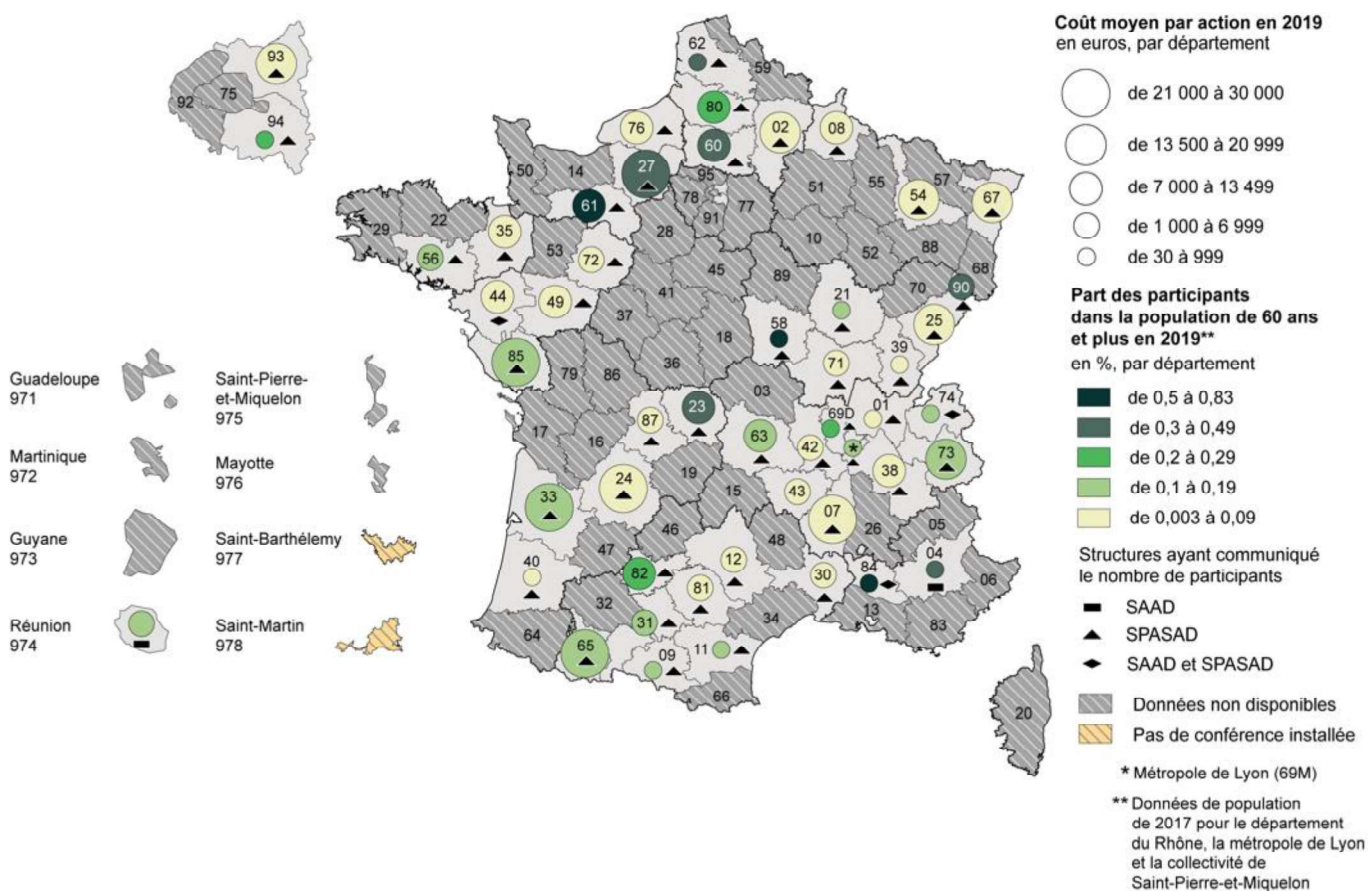 93
92
75
94
62
59
80
76
02
08
60
27
50
14
95
78
77
91
61
51
55
57
54
67
29
22
35
53
72
28
10
52
88
68
56
45
89
70
90
44
49
41
21
25
37
18
58
85
79
86
36
71
39
03
23
87
69D
01
74
17
16
63
42
*
73
19
38
24
43
33
15
07
26
05
46
48
47
04
40
82
12
30
84
06
81
32
13
31
34
83
64
65
09
11
66
20
Guadeloupe
971
Saint-Pierre-
et-Miquelon
975
Martinique
972
Mayotte
976
Guyane
973
Saint-Barthélemy
977
Réunion
974
Saint-Martin
978
Coût moyen par action en 2019
en euros, par département
de 21 000 à 30 000
de 13 500 à 20 999
de 7 000 à 13 499
de 1 000 à 6 999
de 30 à 999
Part des participants
dans la population de 60 ans
et plus en 2019**
en %, par département
de 0,5 à 0,83
de 0,3 à 0,49
de 0,2 à 0,29
de 0,1 à 0,19
de 0,003 à 0,09
Structures ayant communiqué
le nombre de participants
SAAD
SPASAD
SAAD et SPASAD
Données non disponibles
Pas de conférence installée
* Métropole de Lyon (69M)
** Données de population
de 2017 pour le département
du Rhône, la métropole de Lyon
et la collectivité de
Saint-Pierre-et-Miquelon